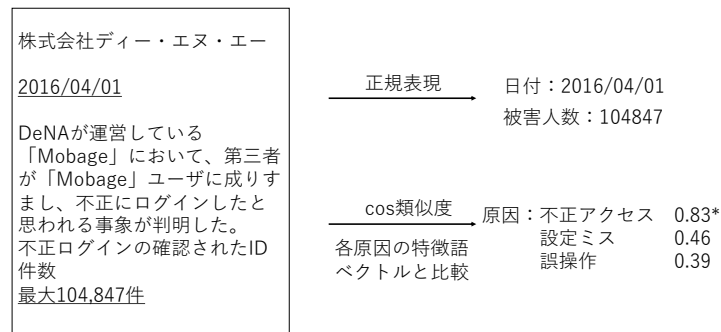 株式会社ディー・エヌ・エー
2016/04/01
DeNAが運営している
「Mobage」において、第三者
が「Mobage」ユーザに成りす
まし、不正にログインしたと
思われる事象が判明した。
不正ログインの確認されたID
件数
最大104,847件
正規表現
日付：2016/04/01
被害人数：104847
cos類似度
各原因の特徴語
ベクトルと比較
原因：不正アクセス 0.83*
設定ミス 0.46
誤操作 0.39